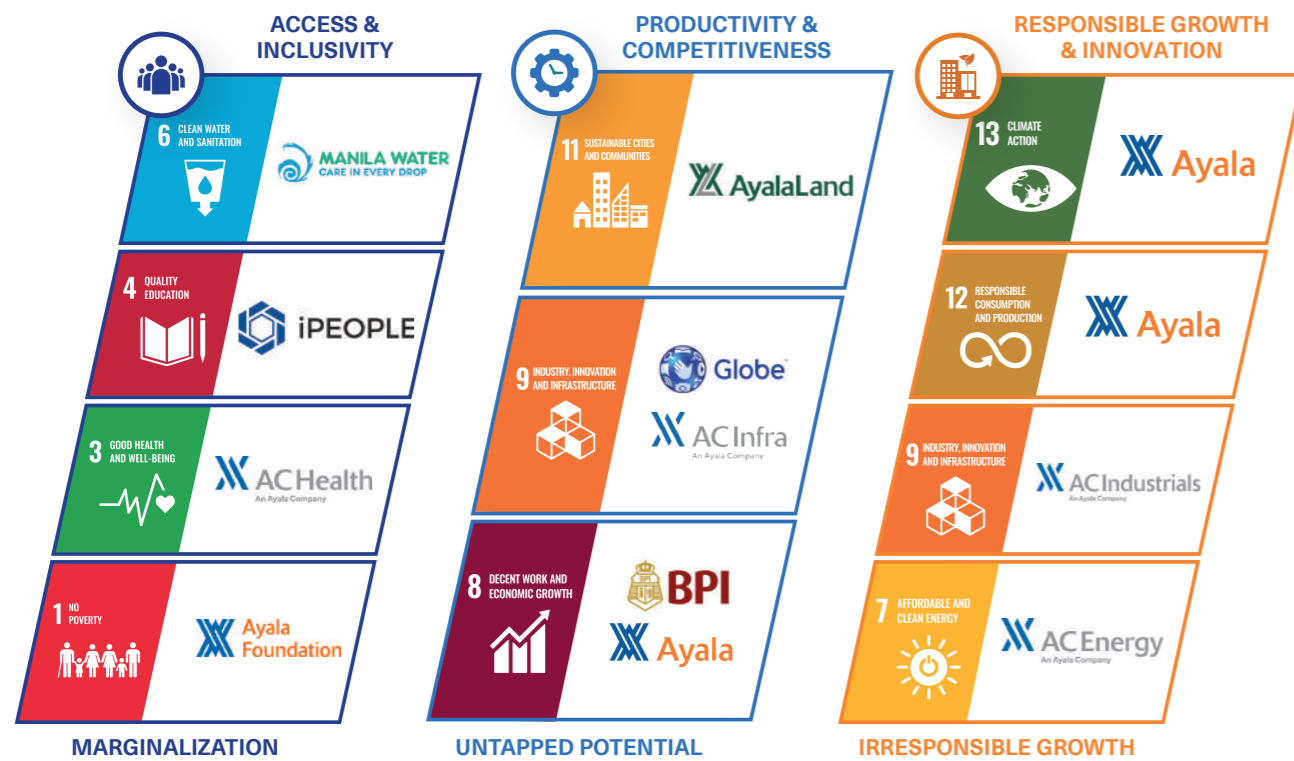 ACCESS &
INCLUSIVITY
6 CLEAN WATER
AND SANITATION
MANILA WATER
CARE IN EVERY DROP
4 QUALITY
EDUCATION
iPEOPLE
3 GOOD HEALTH
AND WELL-BEING
ACHealth
An Ayala Company
1 NO
POVERTY
Ayala
Foundation
MARGINALIZATION
PRODUCTIVITY &
COMPETITIVENESS
11 SUSTAINABLE CITIES
AND COMMUNITIES
AyalaLand
9 INDUSTRY, INNOVATION
AND INFRASTRUCTURE
Globe
ACInfra
An Ayala Company
8 DECENT WORK AND
ECONOMIC GROWTH
BPI
BPI
Ayala
UNTAPPED POTENTIAL
RESPONSIBLE GROWTH
& INNOVATION
13 CLIMATE
ACTION
Ayala
12 RESPONSIBLE
CONSUMPTION
AND PRODUCTION
Ayala
9 INDUSTRY, INNOVATION
AND INFRASTRUCTURE
ACIndustrials
An Ayala Company
7 AFFORDABLE AND
CLEAN ENERGY
ACEnergy
An Ayala Company
IRRESPONSIBLE GROWTH